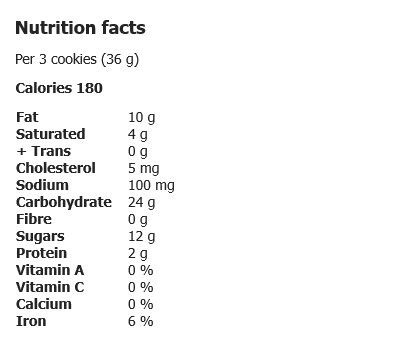 Nutrition facts
Per 3 cookies (36 g)
Calories 180
Fat 10 g
Saturated 4 g
+ Trans 0 g
Cholesterol 5 mg
Sodium 100 mg
Carbohydrate 24 g
Fibre 0 g
Sugars 12 g
Protein 2 g
Vitamin A 0 %
Vitamin C 0 %
Calcium 0 %
Iron 6 %